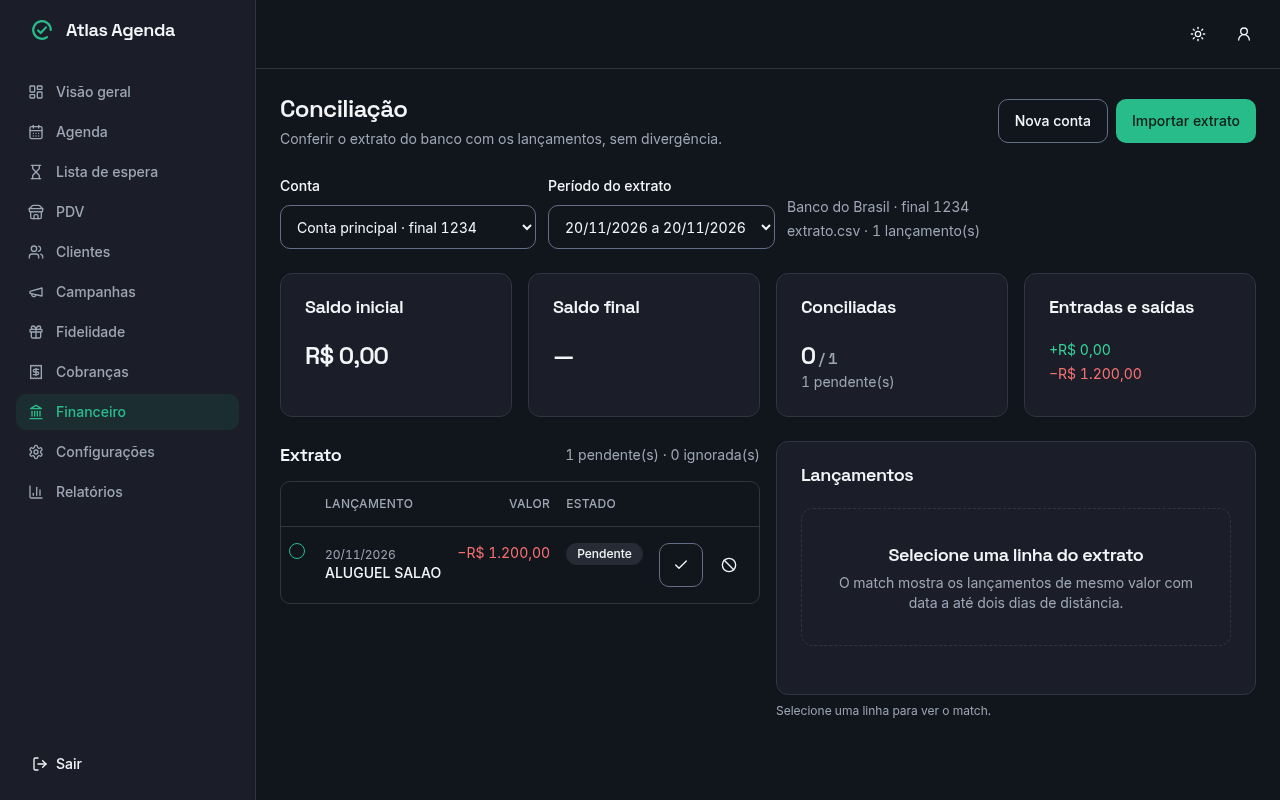 Atlas Agenda
Visão geral
Agenda
Lista de espera
PDV
Clientes
Campanhas
Fidelidade
Cobranças
Financeiro
Configurações
Relatórios
Sair
Conciliação
Conferir o extrato do banco com os lançamentos, sem divergência.
Nova conta
Importar extrato
Conta
Conta principal · final 1234
Período do extrato
20/11/2026 a 20/11/2026
Banco do Brasil · final 1234
extrato.csv · 1 lançamento(s)
Saldo inicial
R$ 0,00
Saldo final
—
Conciliadas
0 / 1
1 pendente(s)
Entradas e saídas
+R$ 0,00
−R$ 1.200,00
Extrato
1 pendente(s) · 0 ignorada(s)
LANÇAMENTO VALOR ESTADO
20/11/2026
ALUGUEL SALAO
−R$ 1.200,00
Pendente
Lançamentos
Selecione uma linha do extrato
O match mostra os lançamentos de mesmo valor com
data a até dois dias de distância.
Selecione uma linha para ver o match.